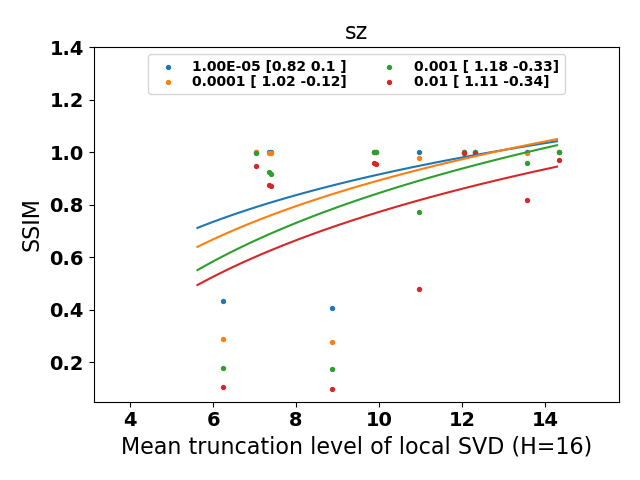 sz
1.4
1.2
1.0
0.8
0.6
0.4
0.2
SSIM
1.00E-05 [0.82 0.1 ]
0.0001 [ 1.02 -0.12]
0.001 [ 1.18 -0.33]
0.01 [ 1.11 -0.34]
4 6 8 10 12 14
Mean truncation level of local SVD (H=16)